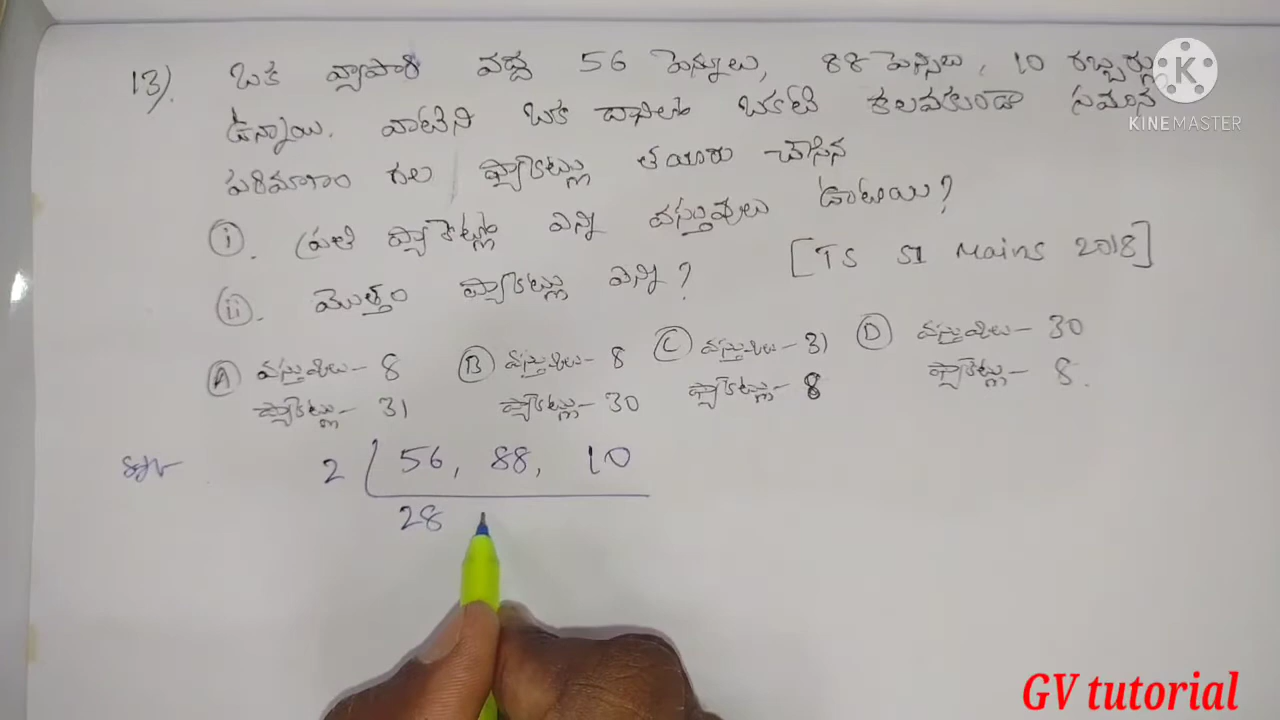 13). ఒక వ్యాపారి వద్ద 56 పెన్నులు, 88 పెన్సిలు, 10 రబ్బర్లు
ఉన్నాయి. వాటిని ఒక దానితో ఒకటి కలవకుండా సమాన
పరిమాణం గల ప్యాకెట్లు తయారు చేసిన
i. ప్రతి ప్యాకెట్లో ఎన్ని వస్తువులు ఉంటాయి?
ii. మొత్తం ప్యాకెట్లు ఎన్ని? [TS SI Mains 2018]
A వస్తువులు- 8 B వస్తువులు- 8 C వస్తువులు- 31 D వస్తువులు- 30
ప్యాకెట్లు- 31 ప్యాకెట్లు- 30 ప్యాకెట్లు- 8 ప్యాకెట్లు- 8.
2 56, 88, 10
28
K
KINEMASTER
GV tutorial